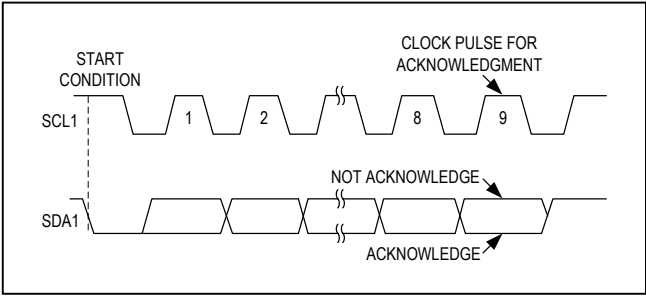 START
CONDITION
CLOCK PULSE FOR
ACKNOWLEDGMENT
SCL1
1
2
8
9
NOT ACKNOWLEDGE
SDA1
ACKNOWLEDGE